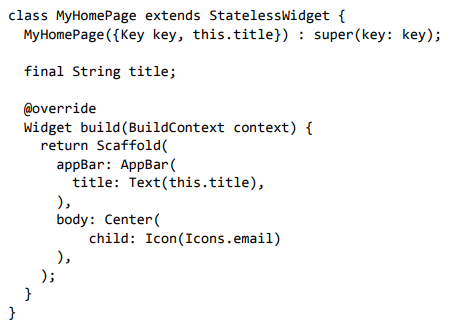 class MyHomePage extends StatelessWidget {
  MyHomePage({Key key, this.title}) : super(key: key);

  final String title;

  @override
  Widget build(BuildContext context) {
    return Scaffold(
      appBar: AppBar(
        title: Text(this.title),
      ),
      body: Center(
          child: Icon(Icons.email)
      ),
    );
  }
}